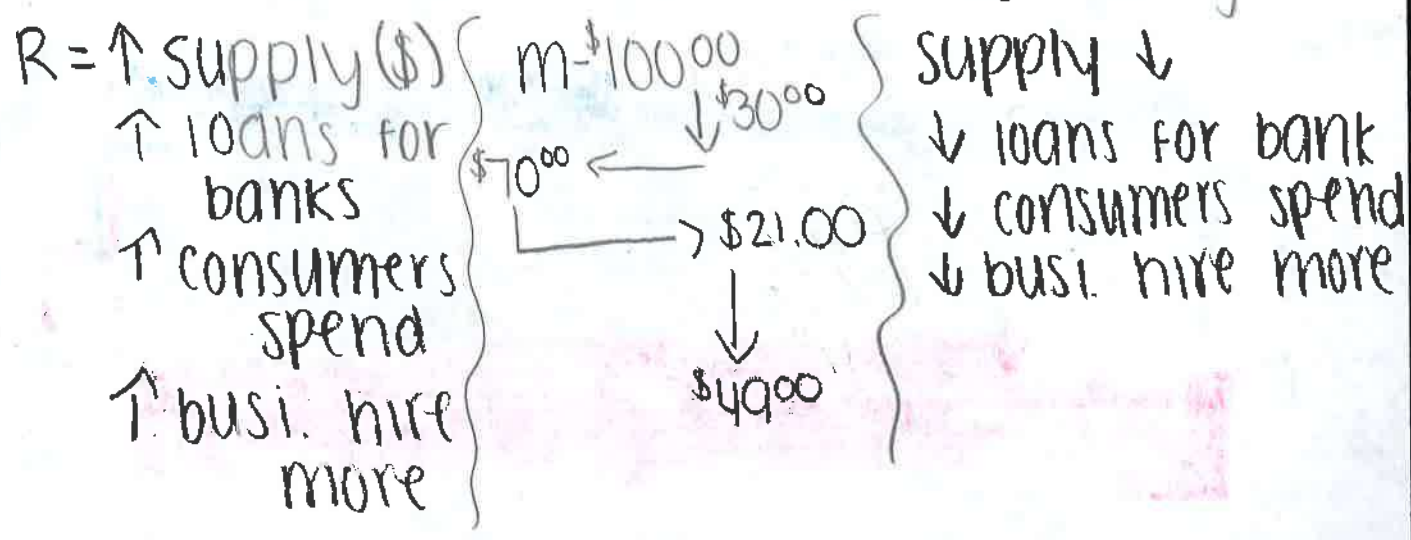 R = ↑ supply ($)
↑ loans for
banks
↑ consumers
spend
↑ busi. hire
more
m - $100.00
↓ $30.00
$70.00 ←
> $21.00
↓
$49.00
supply ↓
↓ loans for bank
↓ consumers spend
↓ busi. hire more